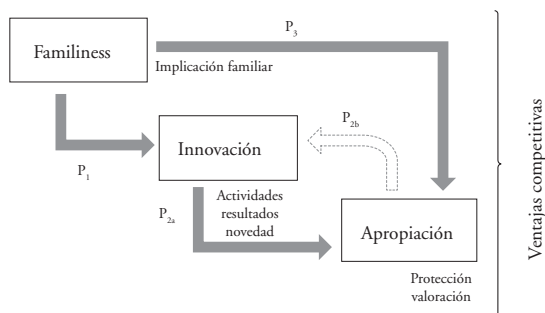 P3
Familiness
Implicación familiar
P2b
Innovación
P1
Actividades
resultados
novedad
P2a
Apropiación
Protección
valoración
Ventajas competitivas